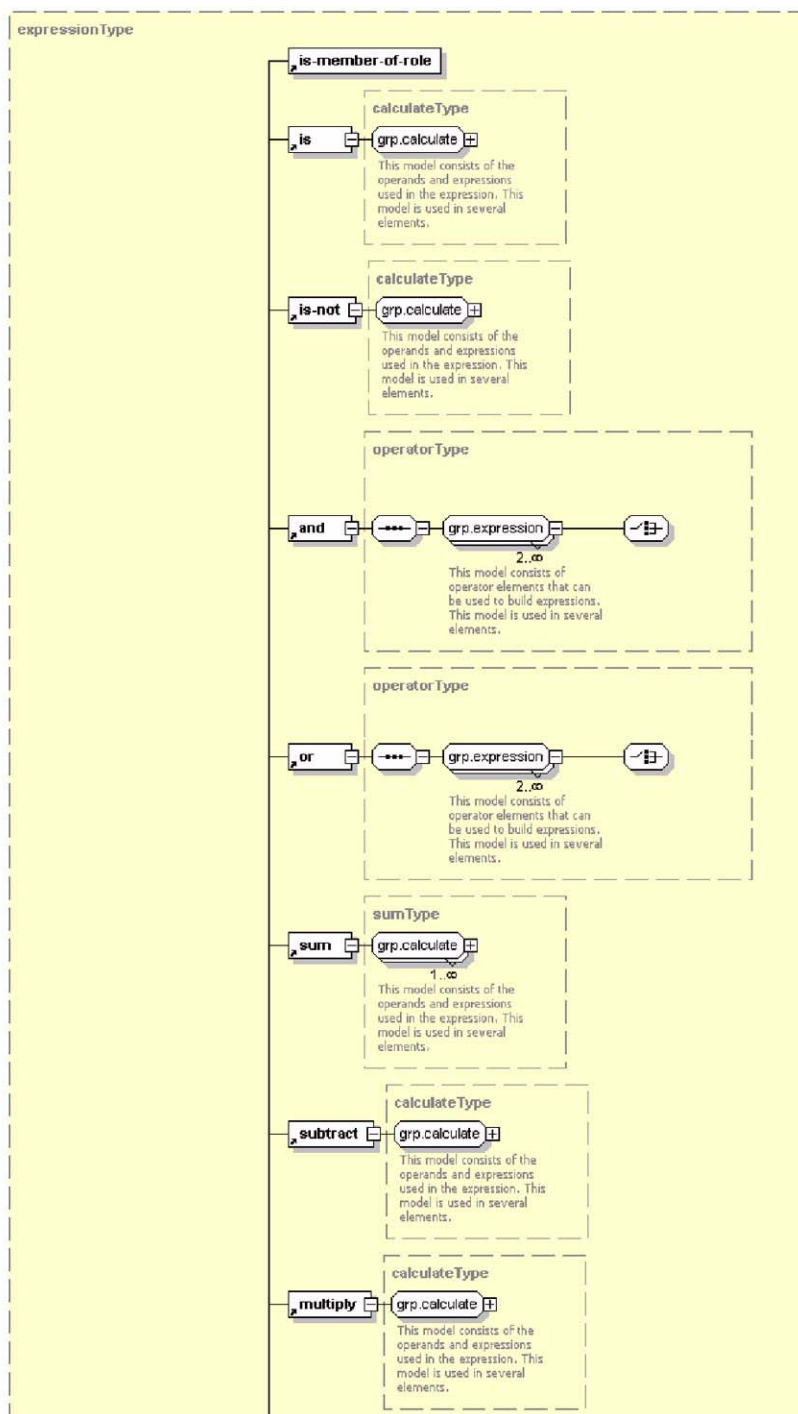 expressionType
is-member-of-role
calculateType
is
grp.calculate
This model consists of the
operands and expressions
used in the expression. This
model is used in several
elements.
calculateType
is-not
grp.calculate
This model consists of the
operands and expressions
used in the expression. This
model is used in several
elements.
operatorType
and
grp.expression
2..∞
This model consists of
operator elements that can
be used to build expressions.
This model is used in several
elements.
operatorType
or
grp.expression
2..∞
This model consists of
operator elements that can
be used to build expressions.
This model is used in several
elements.
sumType
sum
grp.calculate
1..∞
This model consists of the
operands and expressions
used in the expression. This
model is used in several
elements.
calculateType
subtract
grp.calculate
This model consists of the
operands and expressions
used in the expression. This
model is used in several
elements.
calculateType
multiply
grp.calculate
This model consists of the
operands and expressions
used in the expression. This
model is used in several
elements.